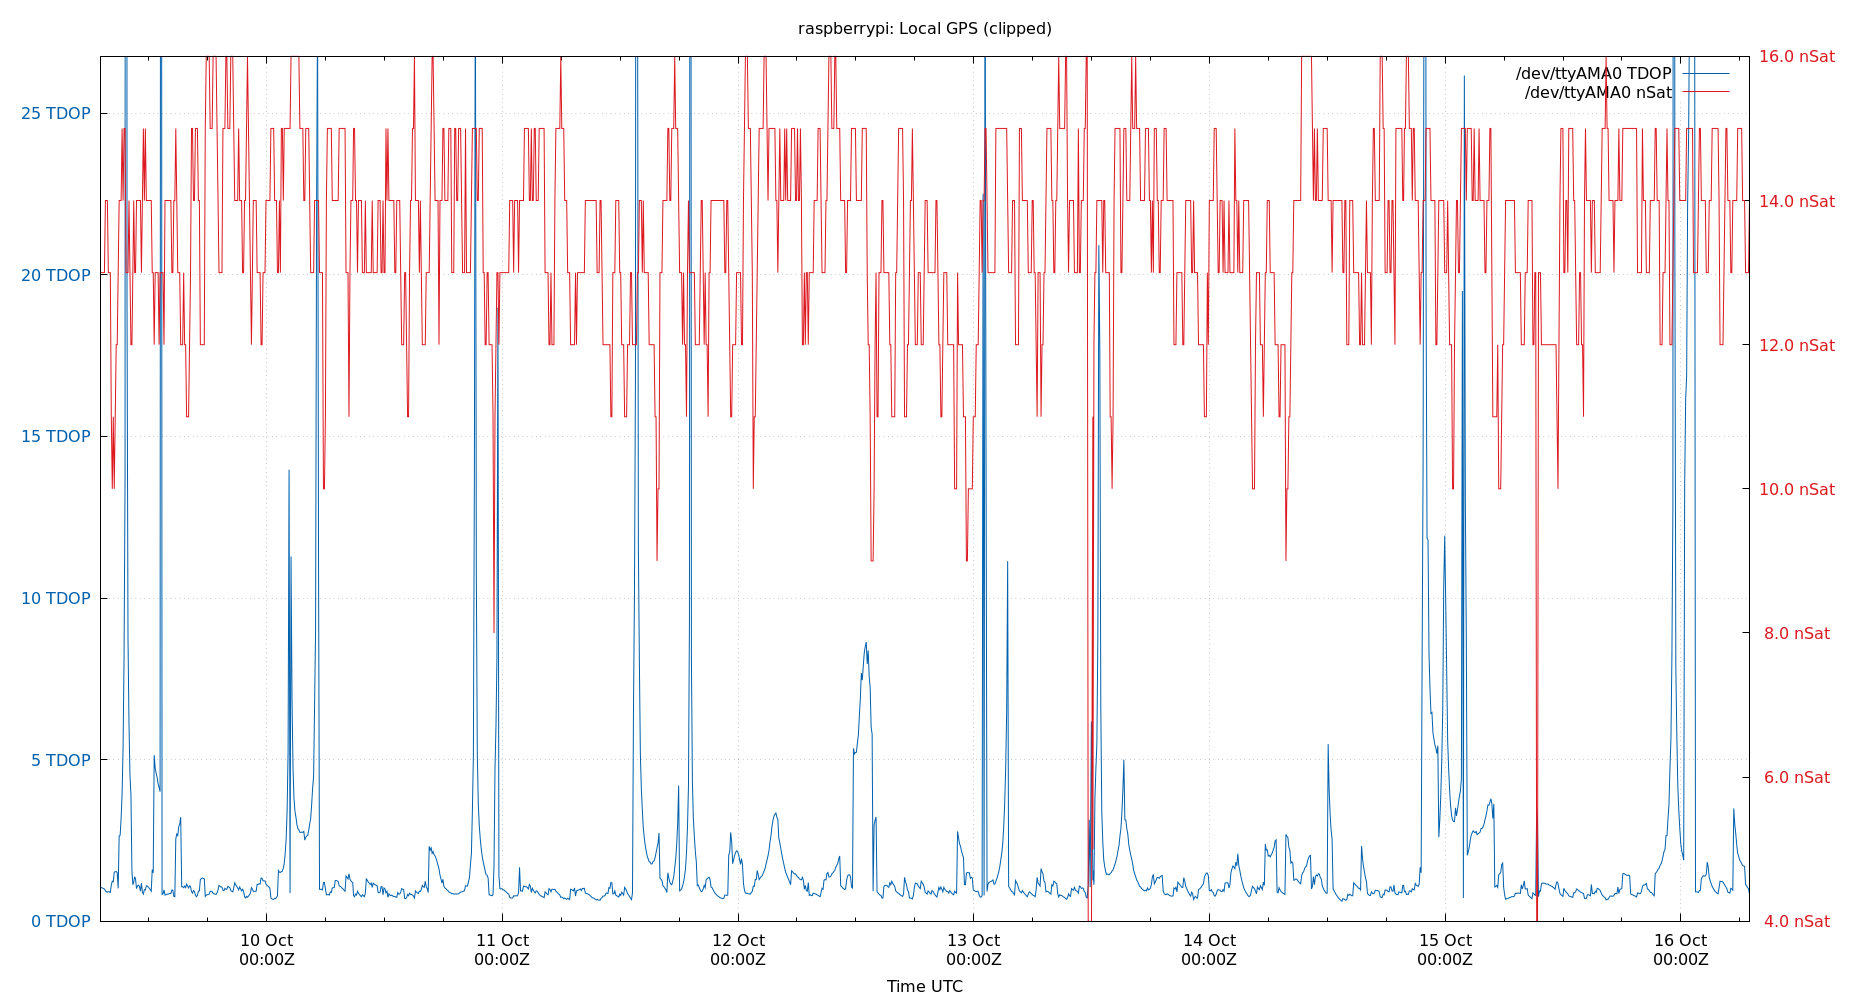 raspberrypi: Local GPS (clipped)
/dev/ttyAMA0 TDOP
/dev/ttyAMA0 nSat
25 TDOP
20 TDOP
15 TDOP
10 TDOP
5 TDOP
0 TDOP
16.0 nSat
14.0 nSat
12.0 nSat
10.0 nSat
8.0 nSat
6.0 nSat
4.0 nSat
10 Oct
00:00Z
11 Oct
00:00Z
12 Oct
00:00Z
13 Oct
00:00Z
14 Oct
00:00Z
15 Oct
00:00Z
16 Oct
00:00Z
Time UTC